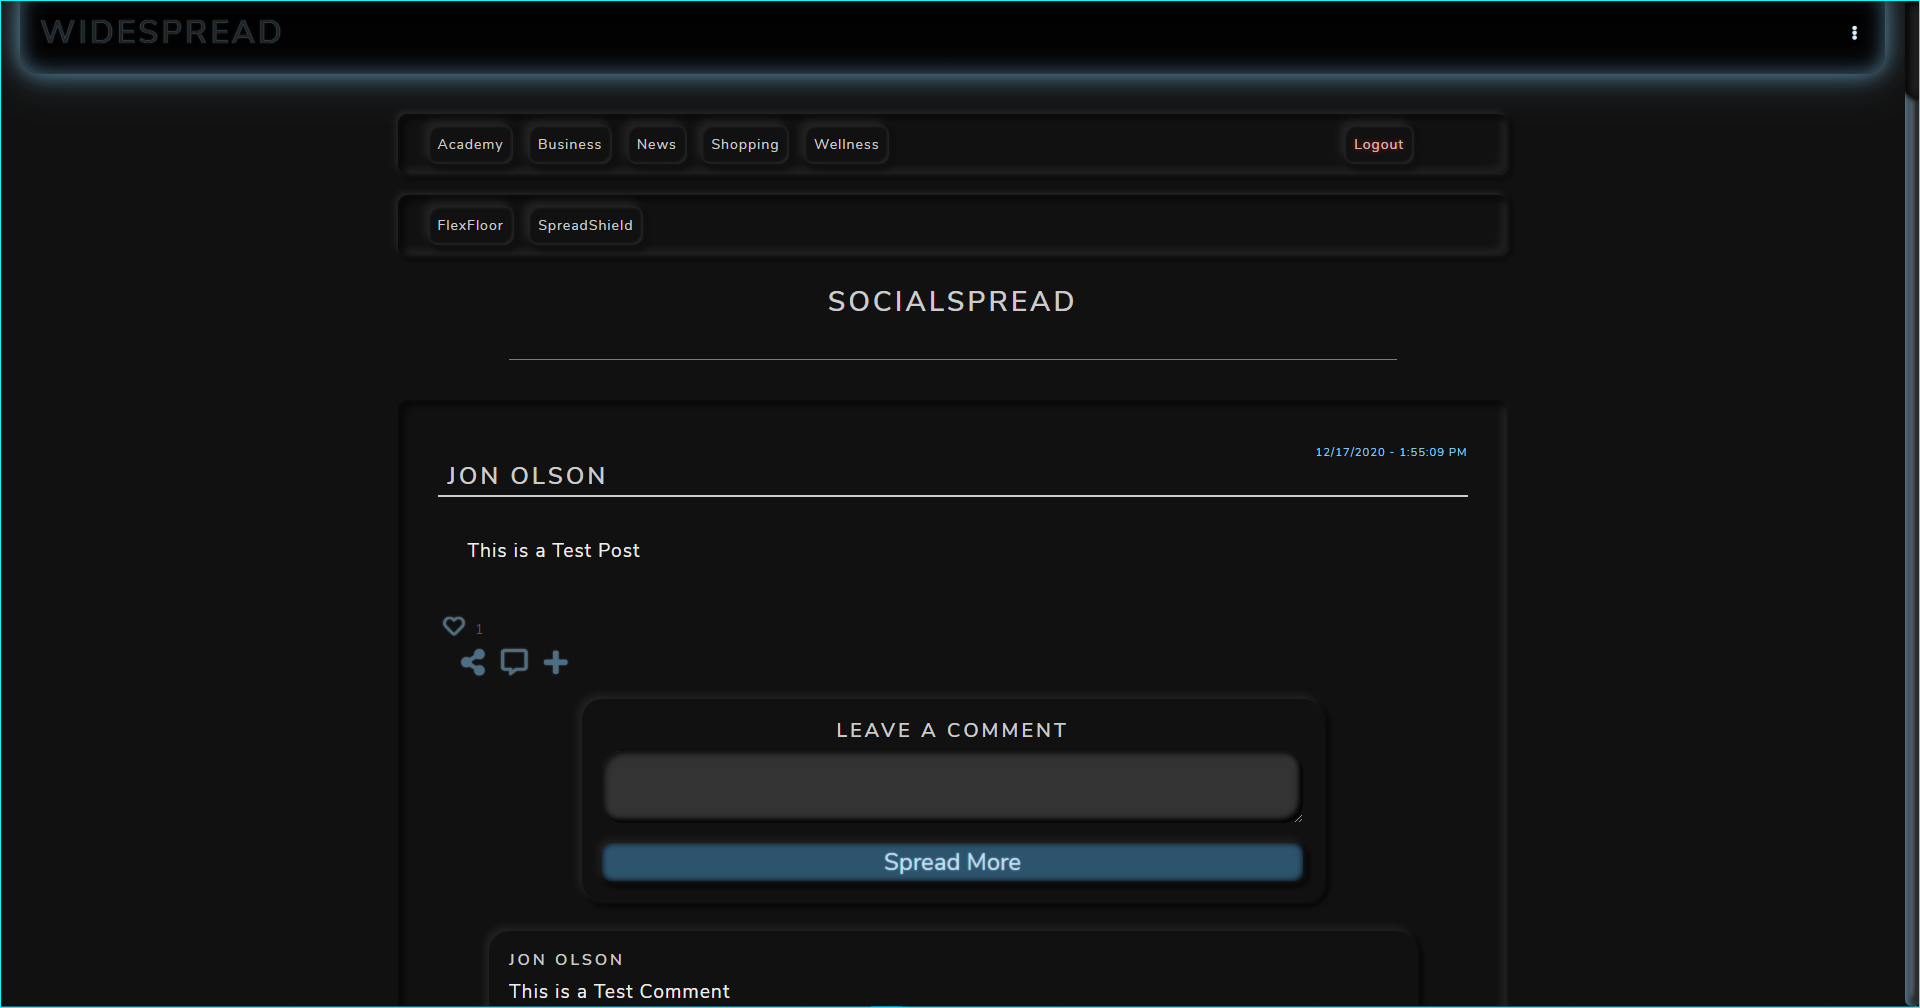 WIDESPREAD
Academy Business News Shopping Wellness Logout
FlexFloor SpreadShield
SOCIALSPREAD
12/17/2020 - 1:55:09 PM
JON OLSON
This is a Test Post
1
LEAVE A COMMENT
Spread More
JON OLSON
This is a Test Comment